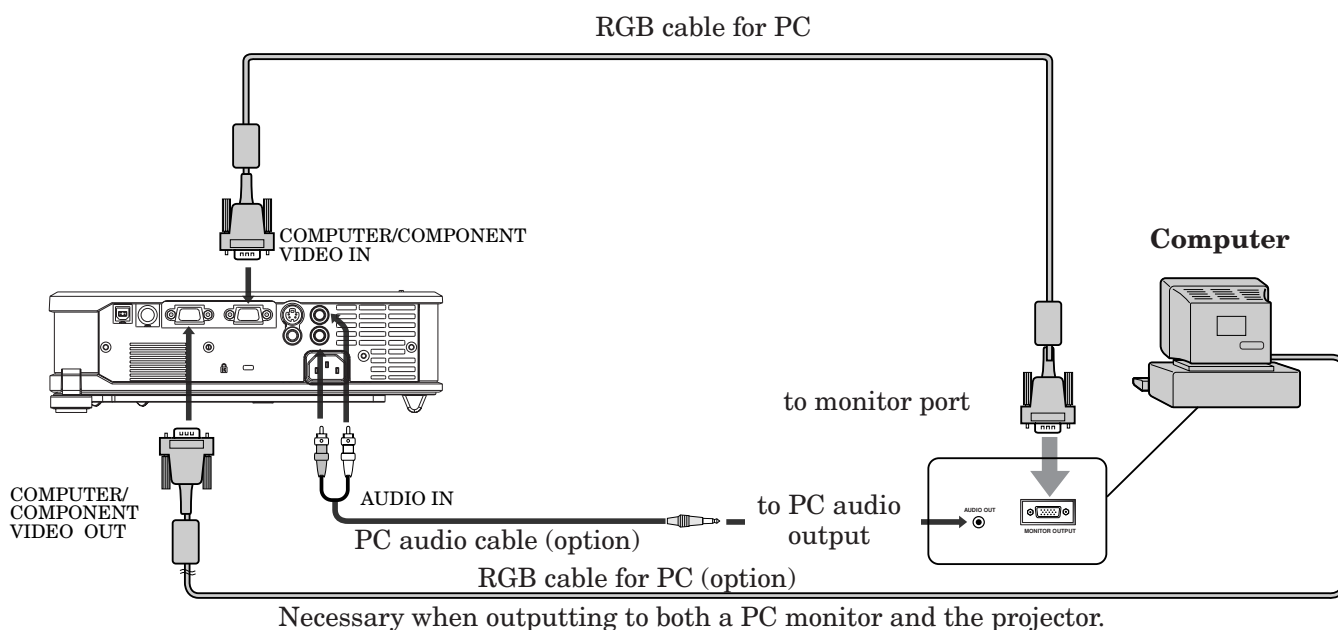 RGB cable for PC
COMPUTER/COMPONENT
VIDEO IN
Computer
to monitor port
COMPUTER/
COMPONENT
VIDEO OUT
AUDIO IN
PC audio cable (option)
to PC audio
output
AUDIO OUT
MONITOR OUTPUT
RGB cable for PC (option)
Necessary when outputting to both a PC monitor and the projector.